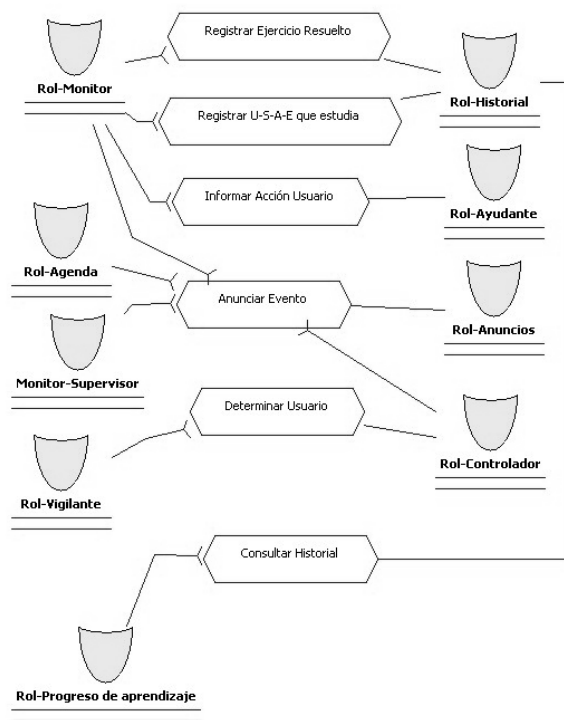 Registrar Ejercicio Resuelto
Rol-Monitor
Rol-Historial
Registrar U-S-A-E que estudia
Informar Acción Usuario
Rol-Ayudante
Rol-Agenda
Anunciar Evento
Rol-Anuncios
Monitor-Supervisor
Determinar Usuario
Rol-Controlador
Rol-Vigilante
Consultar Historial
Rol-Progreso de aprendizaje